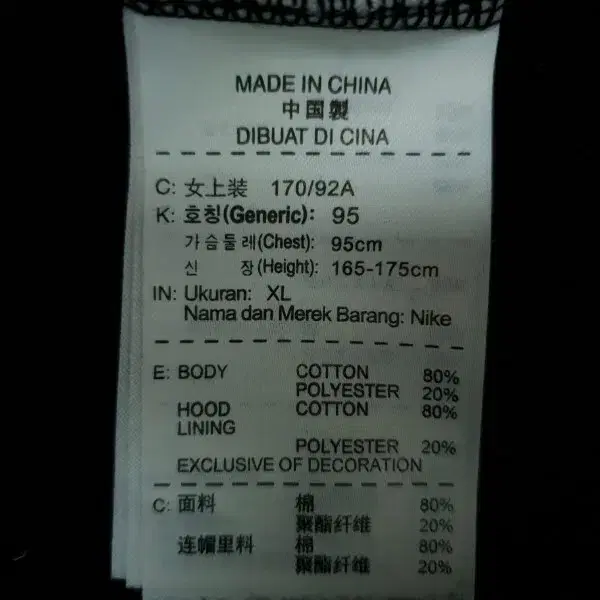 MADE IN CHINA
中国製
DIBUAT DI CINA
C: 女上装 170/92A
K: 호칭(Generic): 95
가슴둘레(Chest): 95cm
신 장(Height): 165-175cm
IN: Ukuran: XL
Nama dan Merek Barang: Nike
E: BODY COTTON 80%
POLYESTER 20%
HOOD COTTON 80%
LINING
POLYESTER 20%
EXCLUSIVE OF DECORATION
C: 面料 棉 80%
聚酯纤维 20%
连帽里料 棉 80%
聚酯纤维 20%